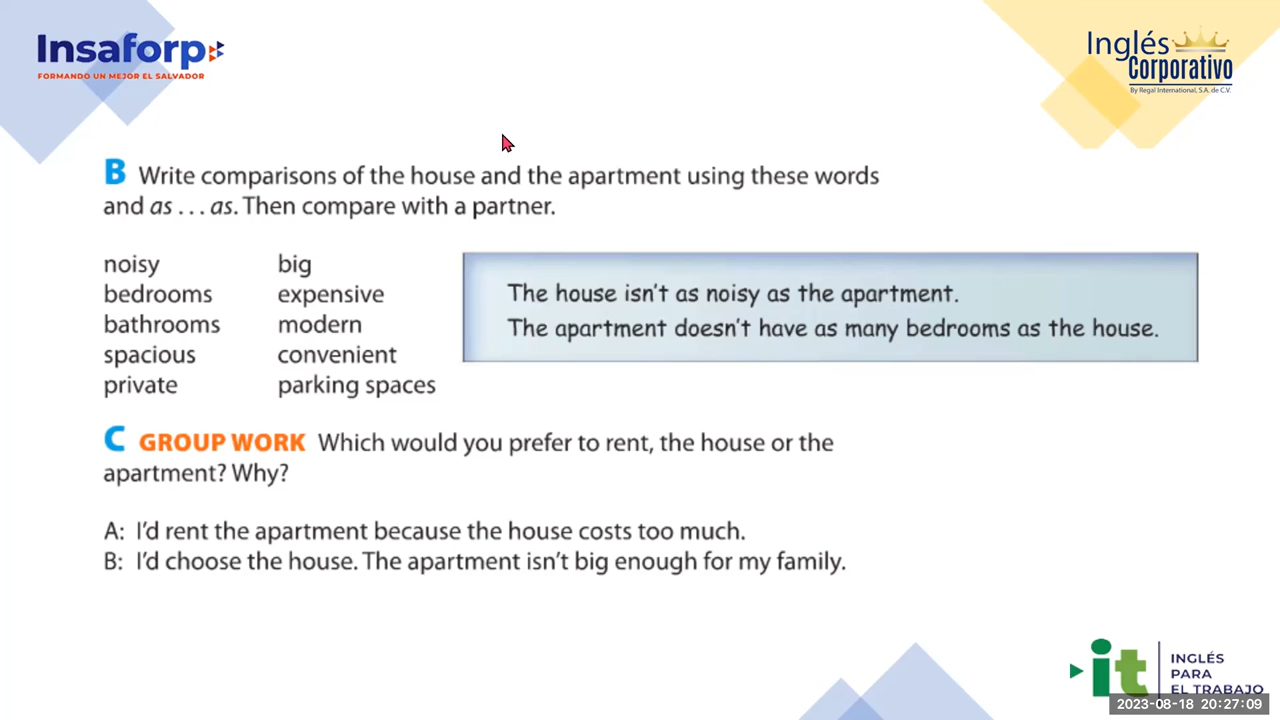 Insaforp
FORMANDO UN MEJOR EL SALVADOR
Inglés
Corporativo
By Regal International, S.A. de C.V.
B Write comparisons of the house and the apartment using these words
and as . . . as. Then compare with a partner.
noisy big
bedrooms expensive
bathrooms modern
spacious convenient
private parking spaces
The house isn't as noisy as the apartment.
The apartment doesn't have as many bedrooms as the house.
C GROUP WORK Which would you prefer to rent, the house or the
apartment? Why?
A: I'd rent the apartment because the house costs too much.
B: I'd choose the house. The apartment isn't big enough for my family.
it
INGLÉS
PARA
EL TRABAJO
2023-08-18 20:27:09